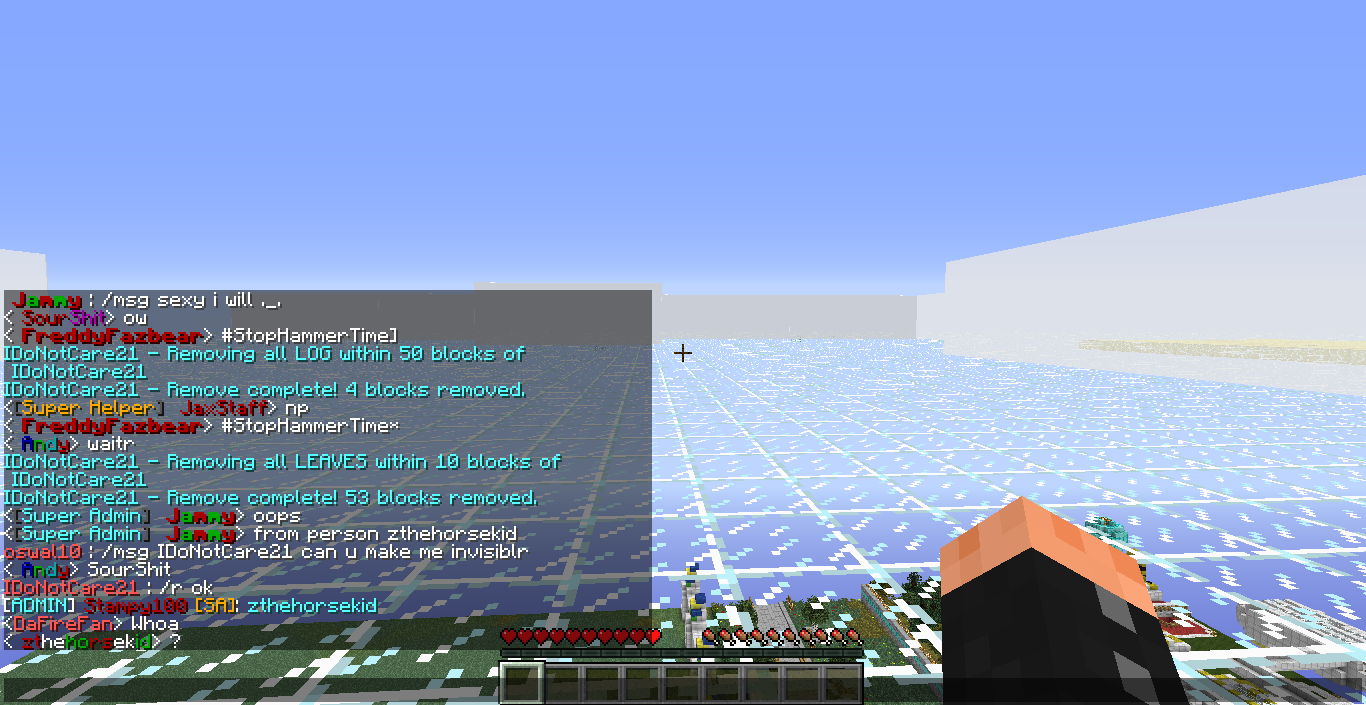 Jammy : /msg sexy i will ._.
< SourShit> ow
< FreddyFazbear> #StopHammerTime]
IDoNotCare21 - Removing all LOG within 50 blocks of
IDoNotCare21
IDoNotCare21 - Remove complete! 4 blocks removed.
<[Super Helper] JaxStaff> np
< FreddyFazbear> #StopHammerTime*
< Andy> waitr
IDoNotCare21 - Removing all LEAVES within 10 blocks of
IDoNotCare21
IDoNotCare21 - Remove complete! 53 blocks removed.
<[Super Admin] Jammy> oops
<[Super Admin] Jammy> from person zthehorsekid
oswal10 : /msg IDoNotCare21 can u make me invisiblr
< Andy> SourShit
IDoNotCare21 : /r ok
[ADMIN] Stampy100 [SA]: zthehorsekid
<DaFireFan> Whoa
< zthehorsekid> ?